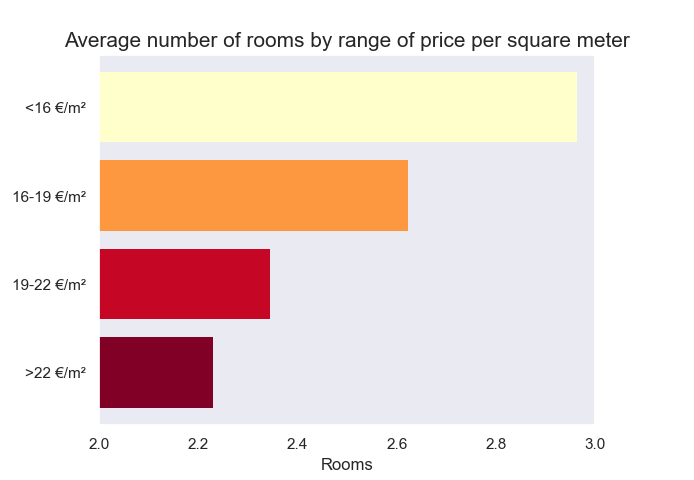 Average number of rooms by range of price per square meter
<16 €/m²
16-19 €/m²
19-22 €/m²
>22 €/m²
2.0 2.2 2.4 2.6 2.8 3.0
Rooms